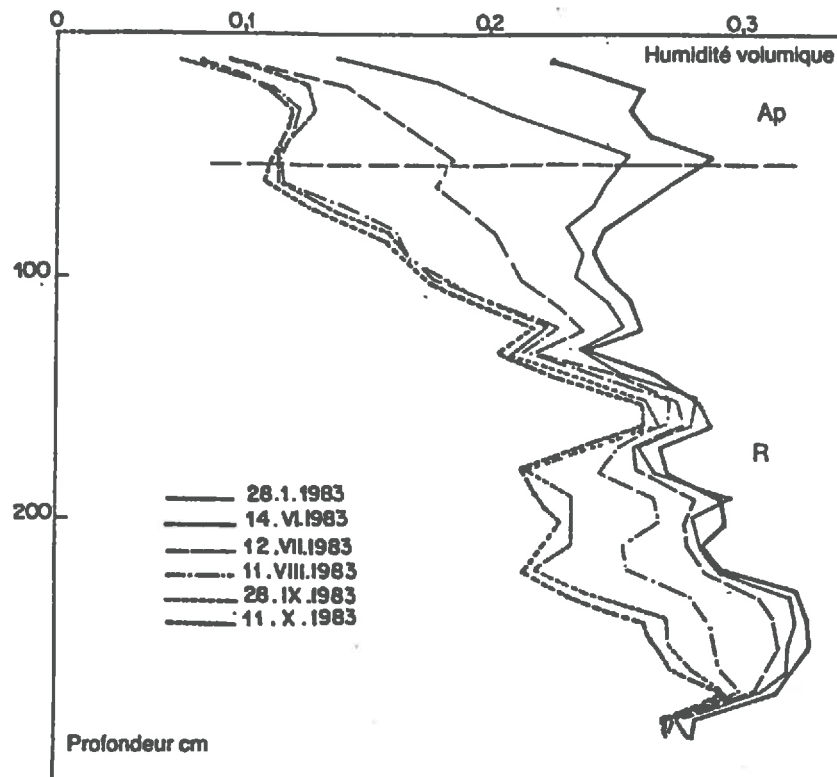 0 0,1 0,2 0,3
Humidité volumique
Ap
100
R
200
28.1.1983
14.VI.1983
12.VII.1983
11.VIII.1983
28.IX.1983
11.X.1983
Profondeur cm